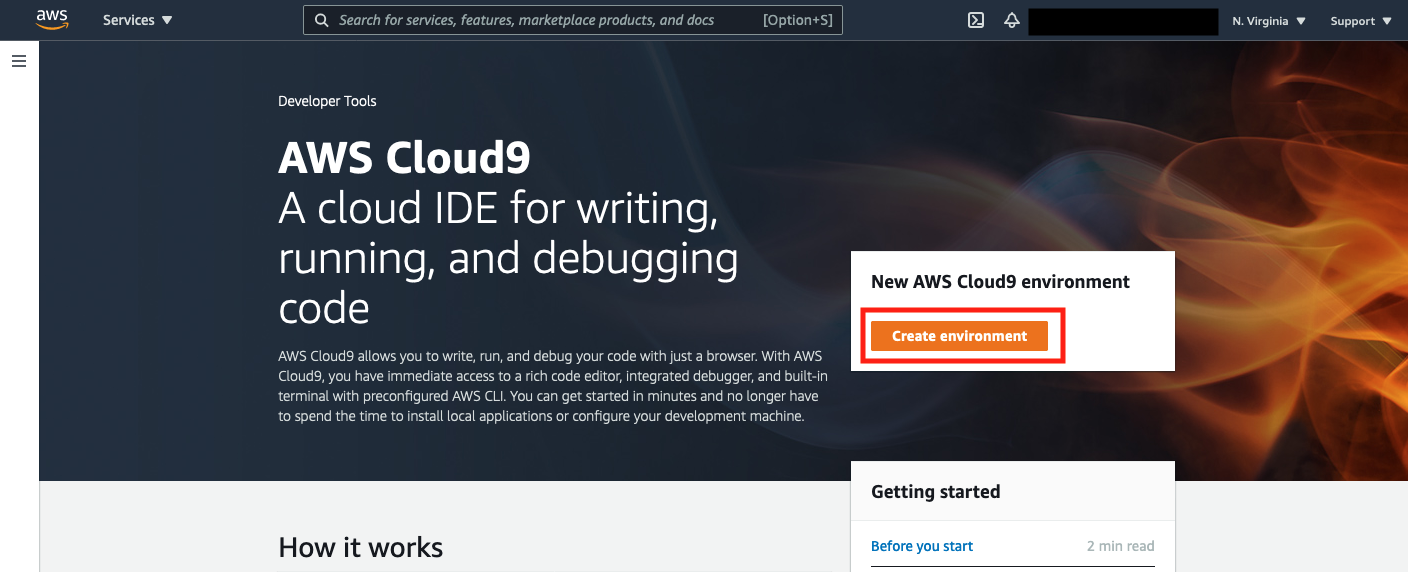 aws
Services ▼
Search for services, features, marketplace products, and docs
[Option+S]
N. Virginia ▼
Support ▼
Developer Tools
AWS Cloud9
A cloud IDE for writing,
running, and debugging
code
AWS Cloud9 allows you to write, run, and debug your code with just a browser. With AWS
Cloud9, you have immediate access to a rich code editor, integrated debugger, and built-in
terminal with preconfigured AWS CLI. You can get started in minutes and no longer have
to spend the time to install local applications or configure your development machine.
New AWS Cloud9 environment
Create environment
Getting started
Before you start
2 min read
How it works